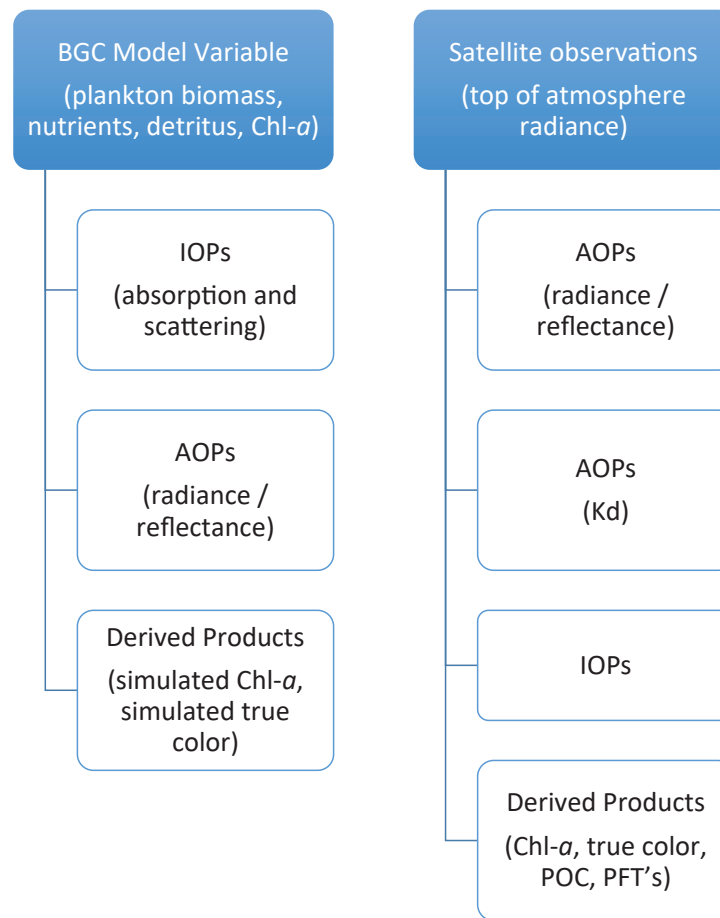 BGC Model Variable
(plankton biomass,
nutrients, detritus, Chl-a)
IOPs
(absorption and
scattering)
AOPs
(radiance /
reflectance)
Derived Products
(simulated Chl-a,
simulated true
color)
Satellite observations
(top of atmosphere
radiance)
AOPs
(radiance /
reflectance)
AOPs
(Kd)
IOPs
Derived Products
(Chl-a, true color,
POC, PFT's)